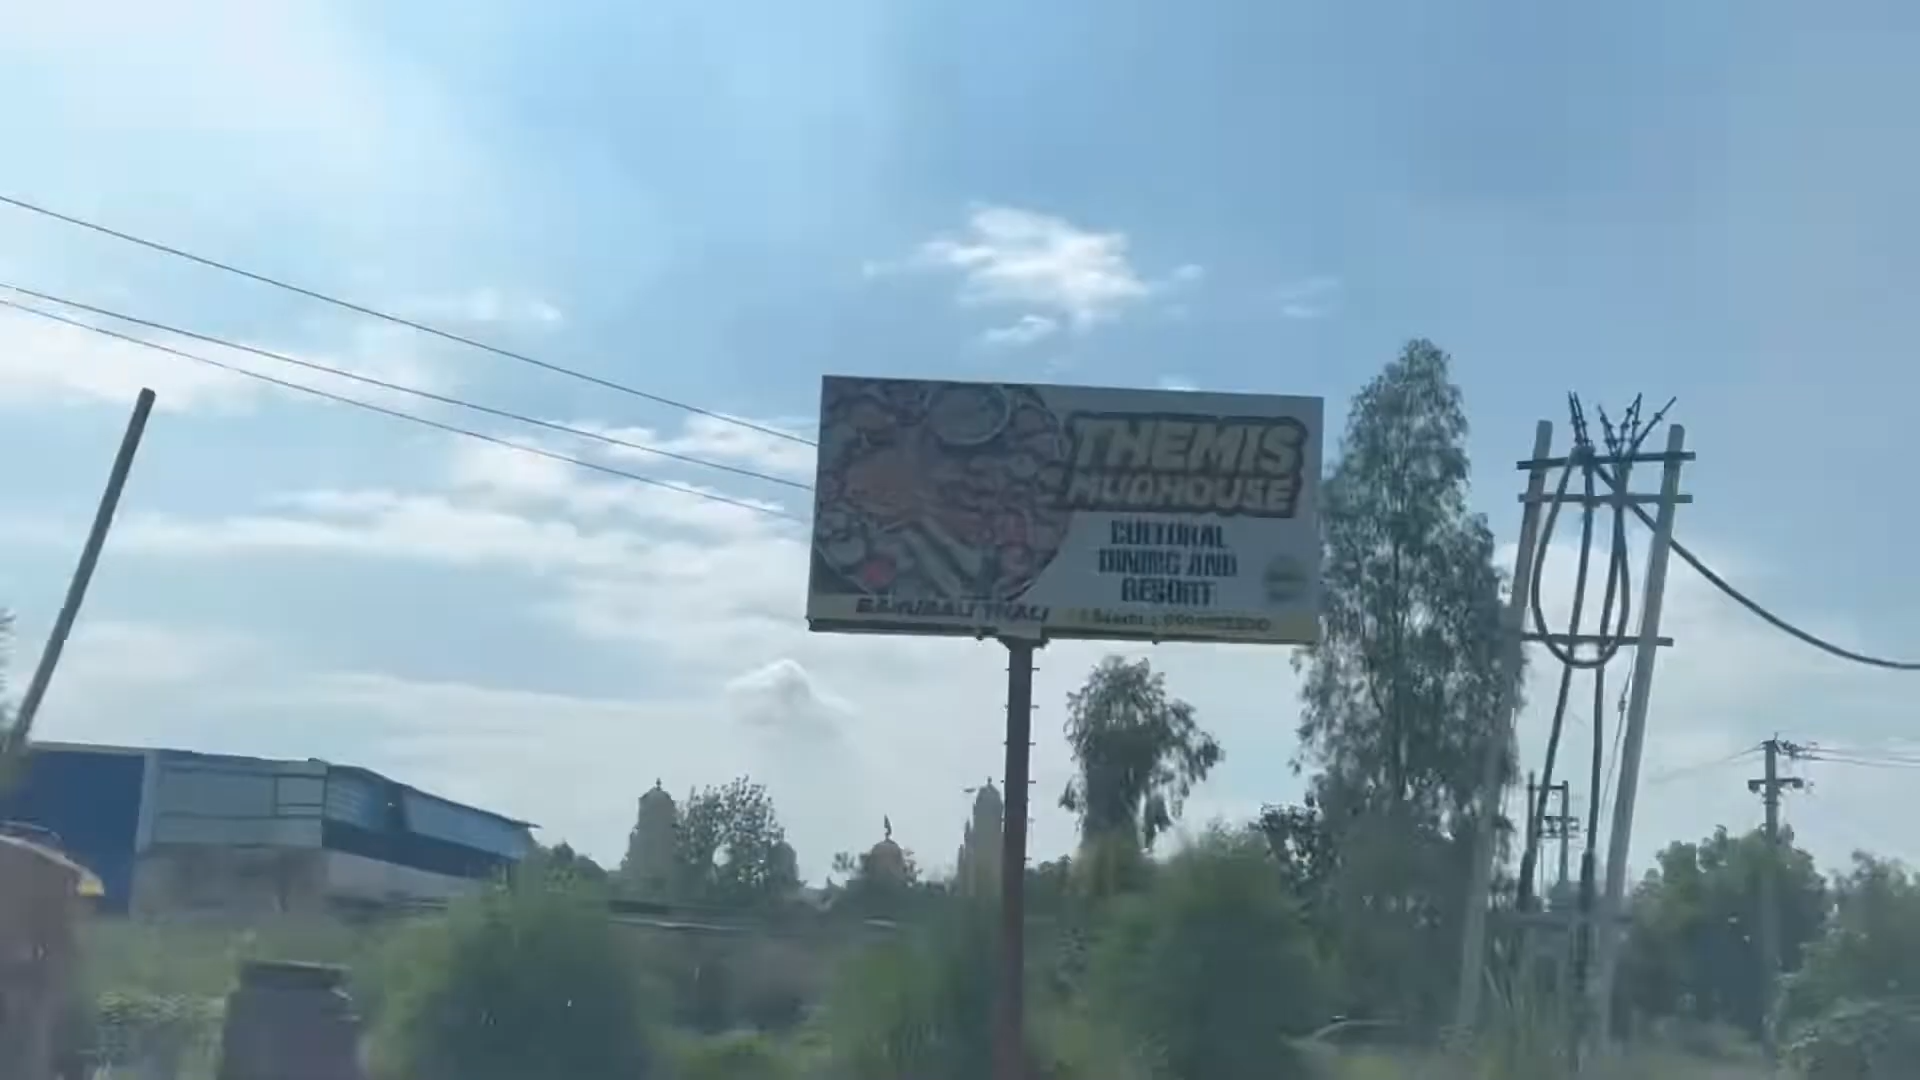 THEMIS
MUDHOUSE
CULTURAL
DINING AND
RESORT
BAHUBALI THALI